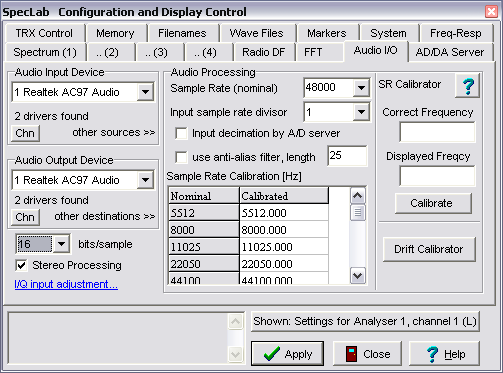 SpecLab Configuration and Display Control
TRX Control Memory Filenames Wave Files Markers System Freq-Resp
Spectrum (1) .. (2) .. (3) .. (4) Radio DF FFT Audio I/O AD/DA Server
Audio Input Device
1 Realtek AC97 Audio
2 drivers found
Chn other sources >>
Audio Output Device
1 Realtek AC97 Audio
2 drivers found
Chn other destinations >>
16 bits/sample
Stereo Processing
I/Q input adjustment...
Audio Processing
Sample Rate (nominal) 48000
Input sample rate divisor 1
Input decimation by A/D server
use anti-alias filter, length 25
Sample Rate Calibration [Hz]
Nominal Calibrated
5512 5512.000
8000 8000.000
11025 11025.000
22050 22050.000
44100 44100.000
SR Calibrator ?
Correct Frequency
Displayed Freqcy
Calibrate
Drift Calibrator
Shown: Settings for Analyser 1, channel 1 (L)
Apply Close ? Help